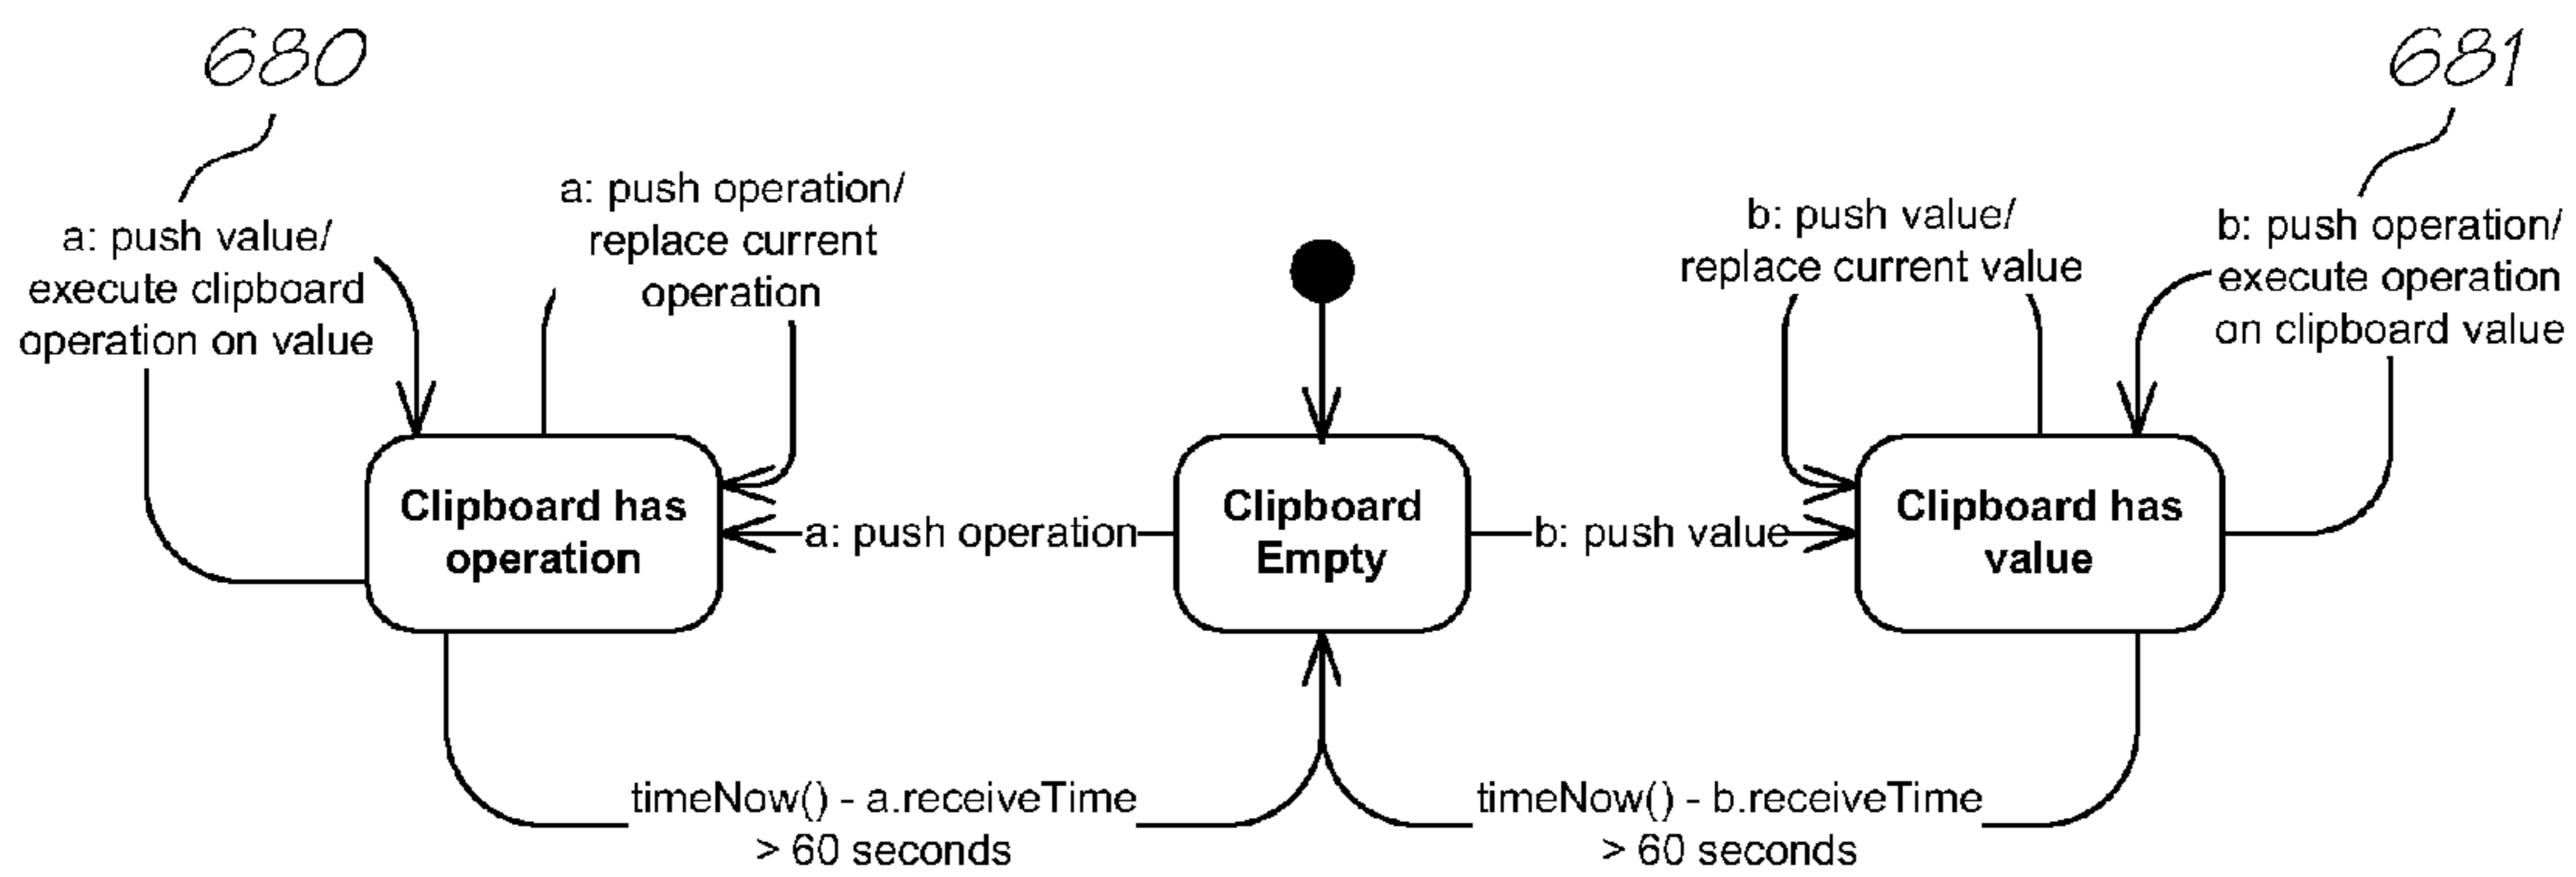 680
681
a: push value/
execute clipboard
operation on value
a: push operation/
replace current
operation
b: push value/
replace current value
b: push operation/
execute operation
on clipboard value
Clipboard has
operation
a: push operation
Clipboard
Empty
b: push value
Clipboard has
value
timeNow() - a.receiveTime
> 60 seconds
timeNow() - b.receiveTime
> 60 seconds